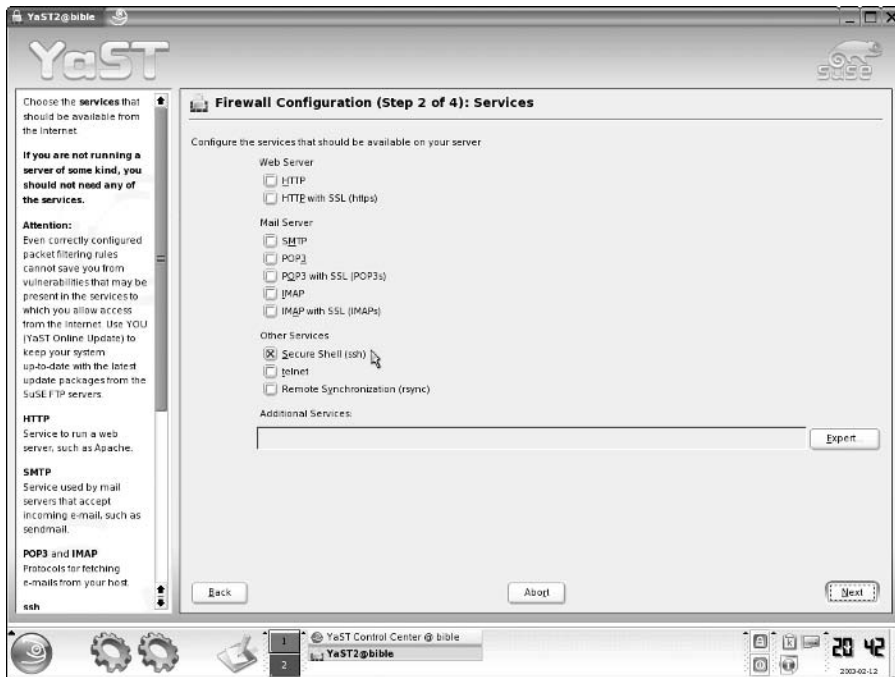 YaST2@bible
YaST
SuSE
Choose the services that
should be available from
the Internet
If you are not running a
server of some kind, you
should not need any of
the services.
Attention:
Even correctly configured
packet filtering rules
cannot save you from
vulnerabilities that may be
present in the services to
which you allow access
from the Internet. Use YOU
(YaST Online Update) to
keep your system
up-to-date with the latest
update packages from the
SuSE FTP servers.
HTTP
Service to run a web
server, such as Apache.
SMTP
Service used by mail
servers that accept
incoming e-mail, such as
sendmail.
POP3 and IMAP
Protocols for fetching
e-mails from your host.
ssh
Firewall Configuration (Step 2 of 4): Services
Configure the services that should be available on your server
Web Server
HTTP
HTTP with SSL (https)
Mail Server
SMTP
POP3
POP3 with SSL (POP3s)
IMAP
IMAP with SSL (IMAPs)
Other Services
Secure Shell (ssh)
telnet
Remote Synchronization (rsync)
Additional Services:
Expert...
Back
Abort
Next
1
2
YaST Control Center @ bible
YaST2@bible
20 42
2003-02-12